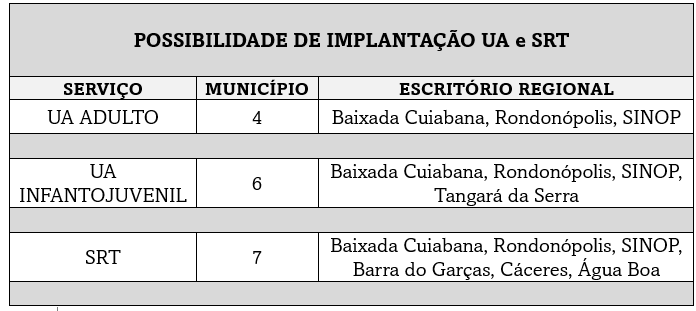 POSSIBILIDADE DE IMPLANTAÇÃO UA e SRT
SERVIÇO MUNICÍPIO ESCRITÓRIO REGIONAL
UA ADULTO 4 Baixada Cuiabana, Rondonópolis, SINOP
UA
INFANTOJUVENIL
6
Baixada Cuiabana, Rondonópolis, SINOP,
Tangará da Serra
SRT
7
Baixada Cuiabana, Rondonópolis, SINOP,
Barra do Garças, Cáceres, Água Boa